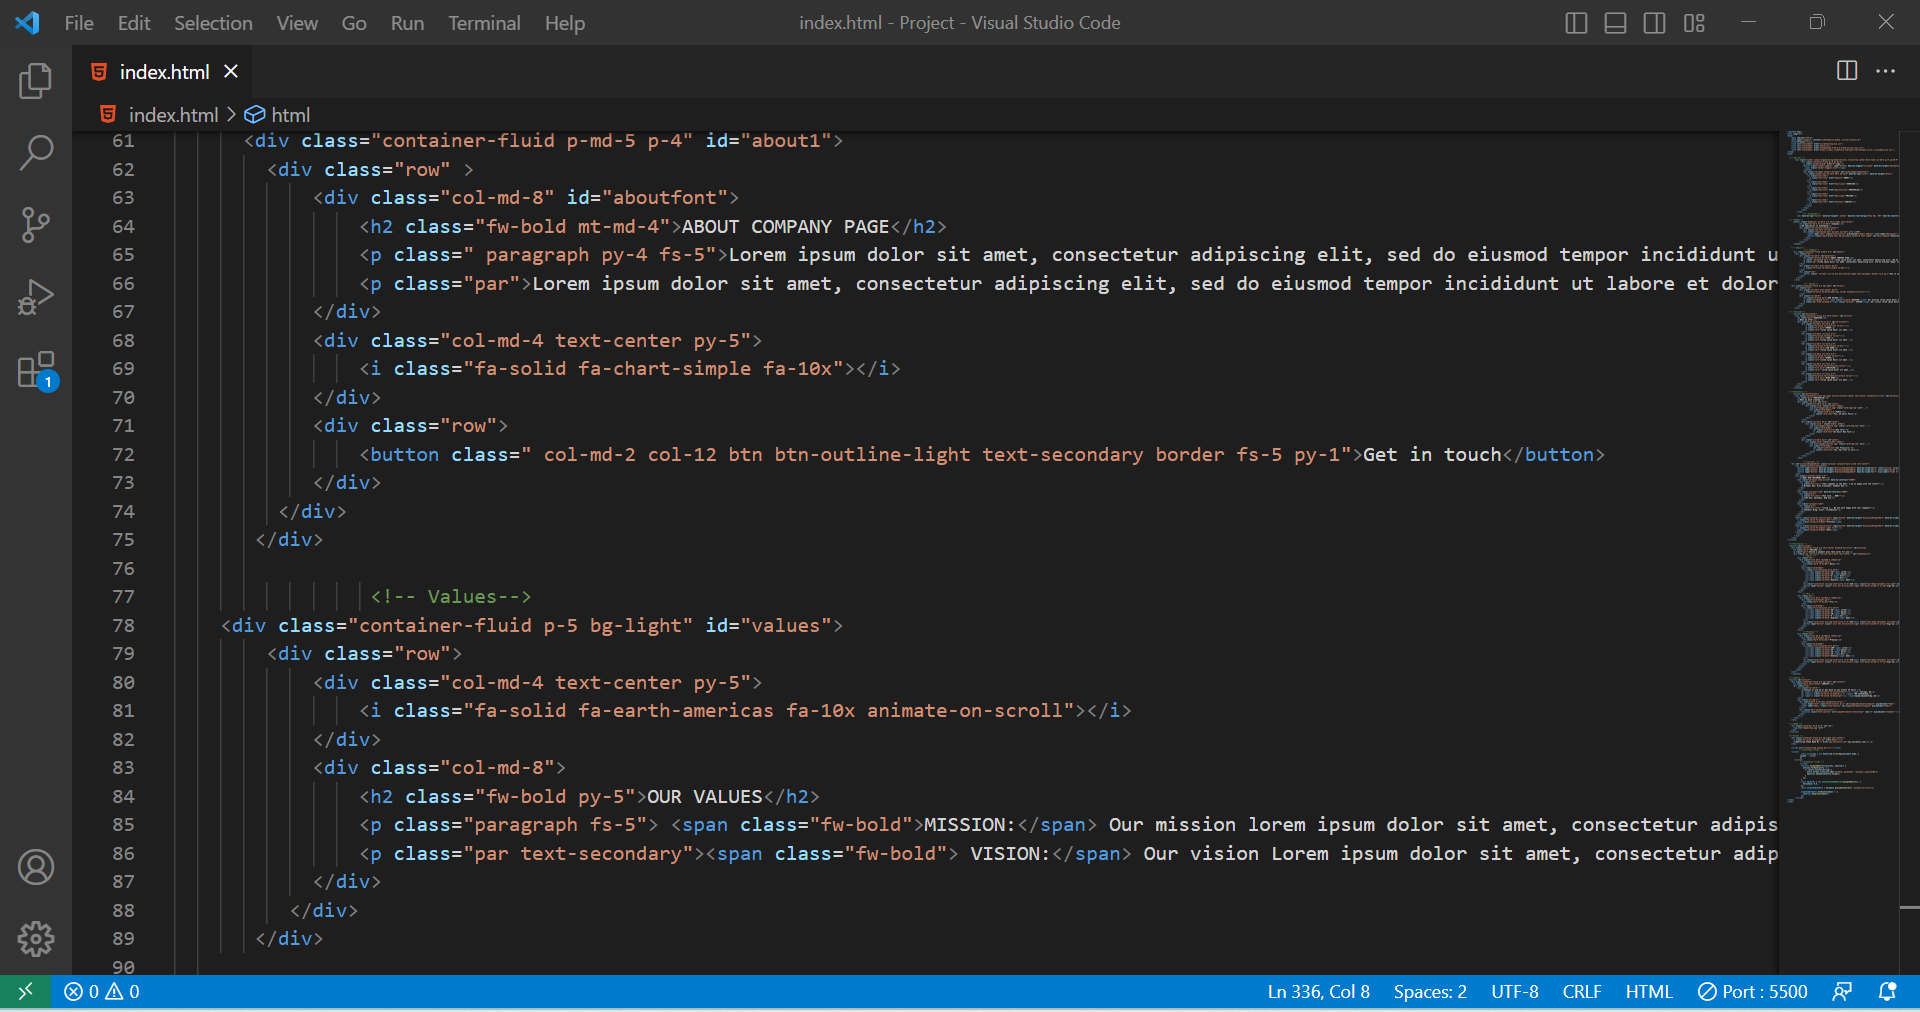 File Edit Selection View Go Run Terminal Help index.html - Project - Visual Studio Code
index.html
index.html > html
61 <div class="container-fluid p-md-5 p-4" id="about1">
62 <div class="row" >
63 <div class="col-md-8" id="aboutfont">
64 <h2 class="fw-bold mt-md-4">ABOUT COMPANY PAGE</h2>
65 <p class=" paragraph py-4 fs-5">Lorem ipsum dolor sit amet, consectetur adipiscing elit, sed do eiusmod tempor incididunt u
66 <p class="par">Lorem ipsum dolor sit amet, consectetur adipiscing elit, sed do eiusmod tempor incididunt ut labore et dolor
67 </div>
68 <div class="col-md-4 text-center py-5">
69 <i class="fa-solid fa-chart-simple fa-10x"></i>
70 </div>
71 <div class="row">
72 <button class=" col-md-2 col-12 btn btn-outline-light text-secondary border fs-5 py-1">Get in touch</button>
73 </div>
74 </div>
75 </div>
76
77 <!-- Values-->
78 <div class="container-fluid p-5 bg-light" id="values">
79 <div class="row">
80 <div class="col-md-4 text-center py-5">
81 <i class="fa-solid fa-earth-americas fa-10x animate-on-scroll"></i>
82 </div>
83 <div class="col-md-8">
84 <h2 class="fw-bold py-5">OUR VALUES</h2>
85 <p class="paragraph fs-5"> <span class="fw-bold">MISSION:</span> Our mission lorem ipsum dolor sit amet, consectetur adipis
86 <p class="par text-secondary"><span class="fw-bold"> VISION:</span> Our vision Lorem ipsum dolor sit amet, consectetur adip
87 </div>
88 </div>
89 </div>
90
1
0 0 Ln 336, Col 8 Spaces: 2 UTF-8 CRLF HTML Port : 5500